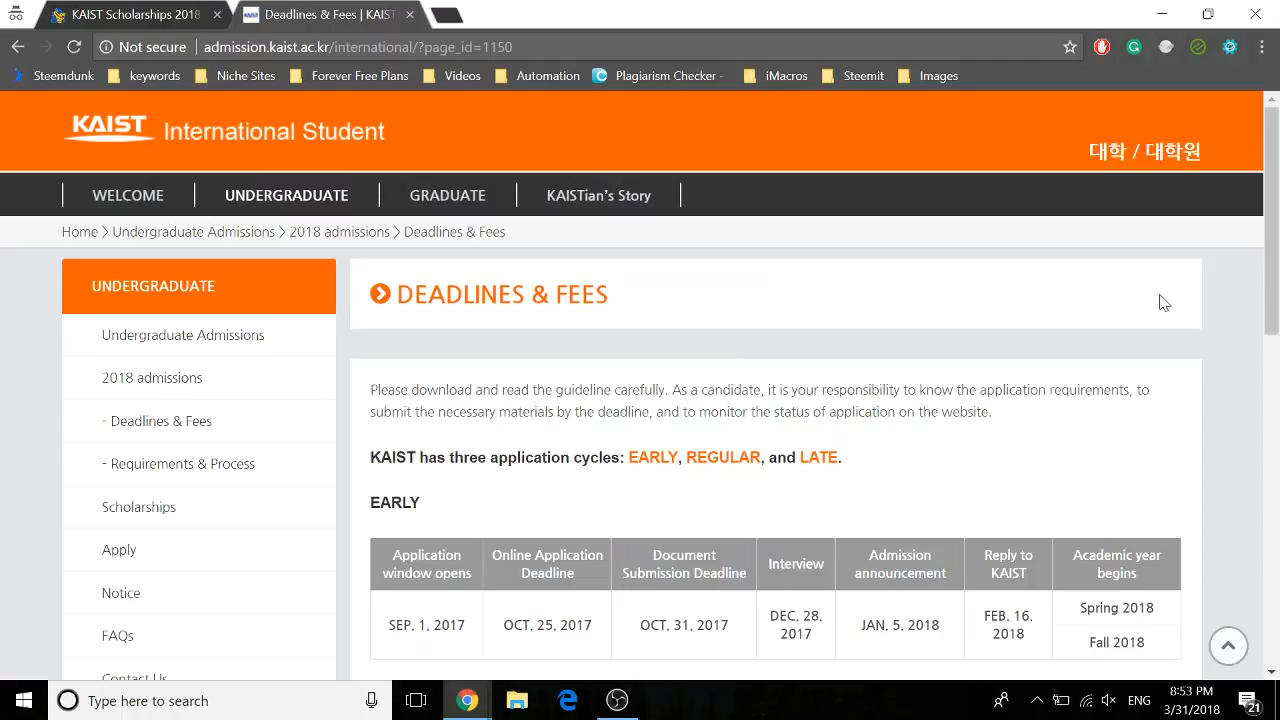 KAIST Scholarships 2018
Deadlines & Fees | KAIST
Not secure | admission.kaist.ac.kr/international/?page_id=1150
Steemdunk keywords Niche Sites Forever Free Plans Videos Automation Plagiarism Checker - iMacros Steemit Images
KAIST International Student
대학 / 대학원
WELCOME UNDERGRADUATE GRADUATE KAISTian's Story
Home > Undergraduate Admissions > 2018 admissions > Deadlines & Fees
UNDERGRADUATE
Undergraduate Admissions
2018 admissions
- Deadlines & Fees
- Requirements & Process
Scholarships
Apply
Notice
FAQs
Contact Us
DEADLINES & FEES
Please download and read the guideline carefully. As a candidate, it is your responsibility to know the application requirements, to
submit the necessary materials by the deadline, and to monitor the status of application on the website.
KAIST has three application cycles: EARLY, REGULAR, and LATE.
EARLY
Application window opens
Online Application Deadline
Document Submission Deadline
Interview
Admission announcement
Reply to KAIST
Academic year begins
SEP. 1. 2017
OCT. 25. 2017
OCT. 31. 2017
DEC. 28. 2017
JAN. 5. 2018
FEB. 16. 2018
Spring 2018
Fall 2018
Type here to search
ENG
8:53 PM
3/31/2018
21